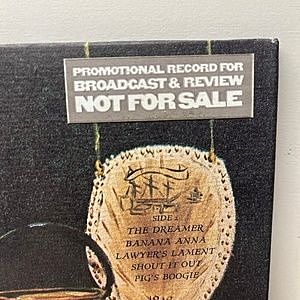 PROMOTIONAL RECORD FOR
BROADCAST & REVIEW
NOT FOR SALE
SIDE 1
THE DREAMER
BANANA ANNA
LAWYER'S LAMENT
SHOUT IT OUT
PIG'S BOOGIE